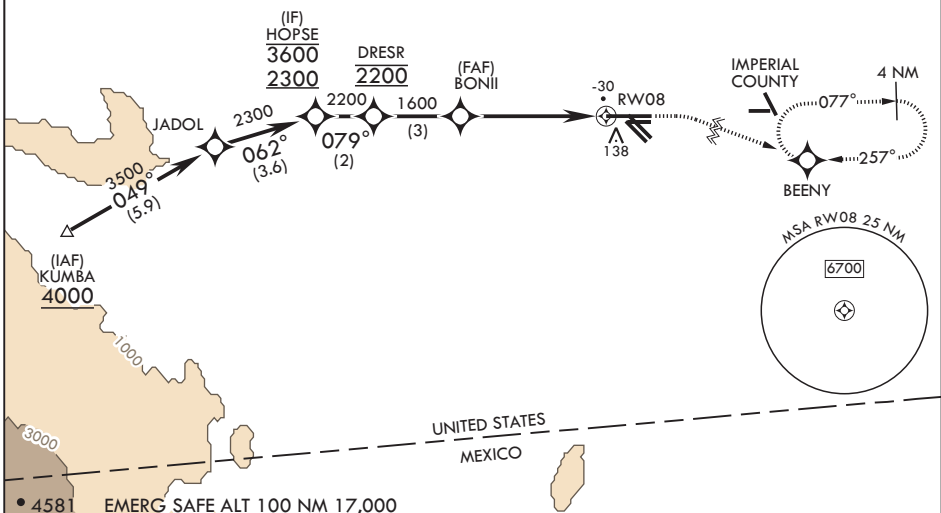 (IF)
HOPSE
3600
2300
DRESR
2200
(FAF)
BONII
IMPERIAL
COUNTY
4 NM
-30
RW08
077°
JADOL
2300
2200
1600
062°
(3.6)
079°
(2)
(3)
138
257°
BEENY
3500
049°
(5.9)
(IAF)
KUMBA
4000
MSA RW08 25 NM
6700
1000
UNITED STATES
MEXICO
3000
4581
EMERG SAFE ALT 100 NM 17,000